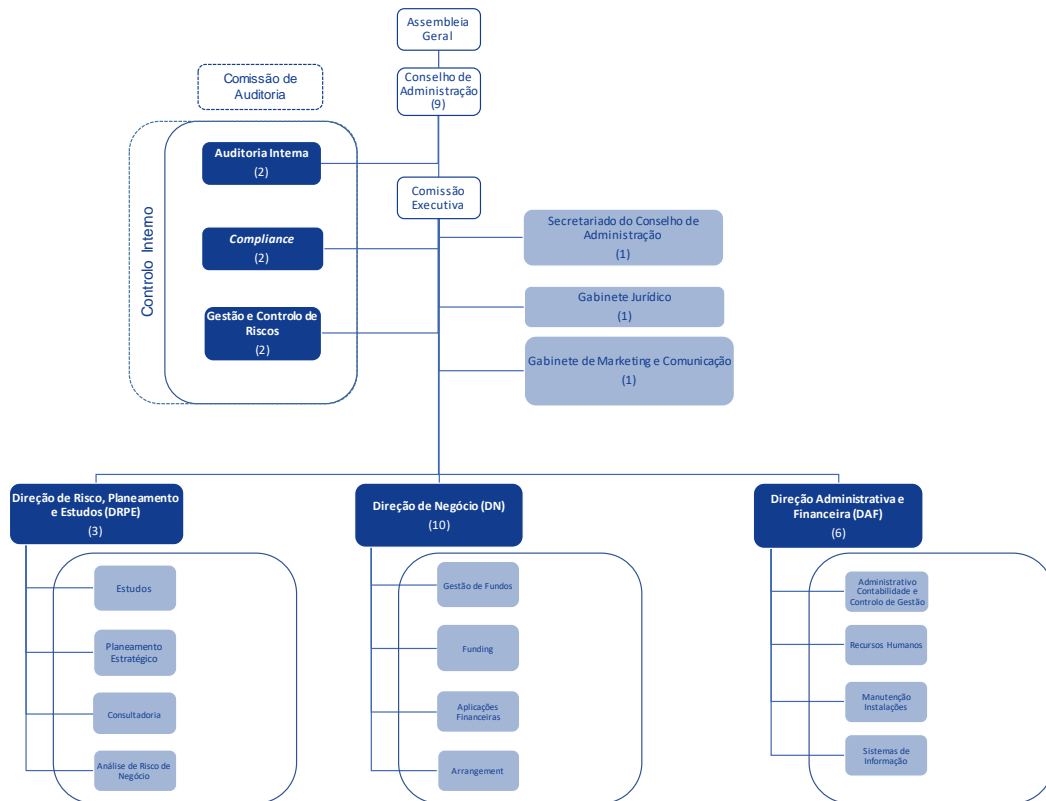 Assembleia
Geral
Conselho de
Administração
(9)
Comissão de
Auditoria
Controlo Interno
Auditoria Interna
(2)
Compliance
(2)
Gestão e Controlo de
Riscos
(2)
Comissão
Executiva
Secretariado do Conselho de
Administração
(1)
Gabinete Jurídico
(1)
Gabinete de Marketing e Comunicação
(1)
Direção de Risco, Planeamento
e Estudos (DRPE)
(3)
Estudos
Planeamento
Estratégico
Consultadoria
Análise de Risco de
Negócio
Direção de Negócio (DN)
(10)
Gestão de Fundos
Funding
Aplicações
Financeiras
Arrangement
Direção Administrativa e
Financeira (DAF)
(6)
Administrativo
Contabilidade e
Controlo de Gestão
Recursos Humanos
Manutenção
Instalações
Sistemas de
Informação